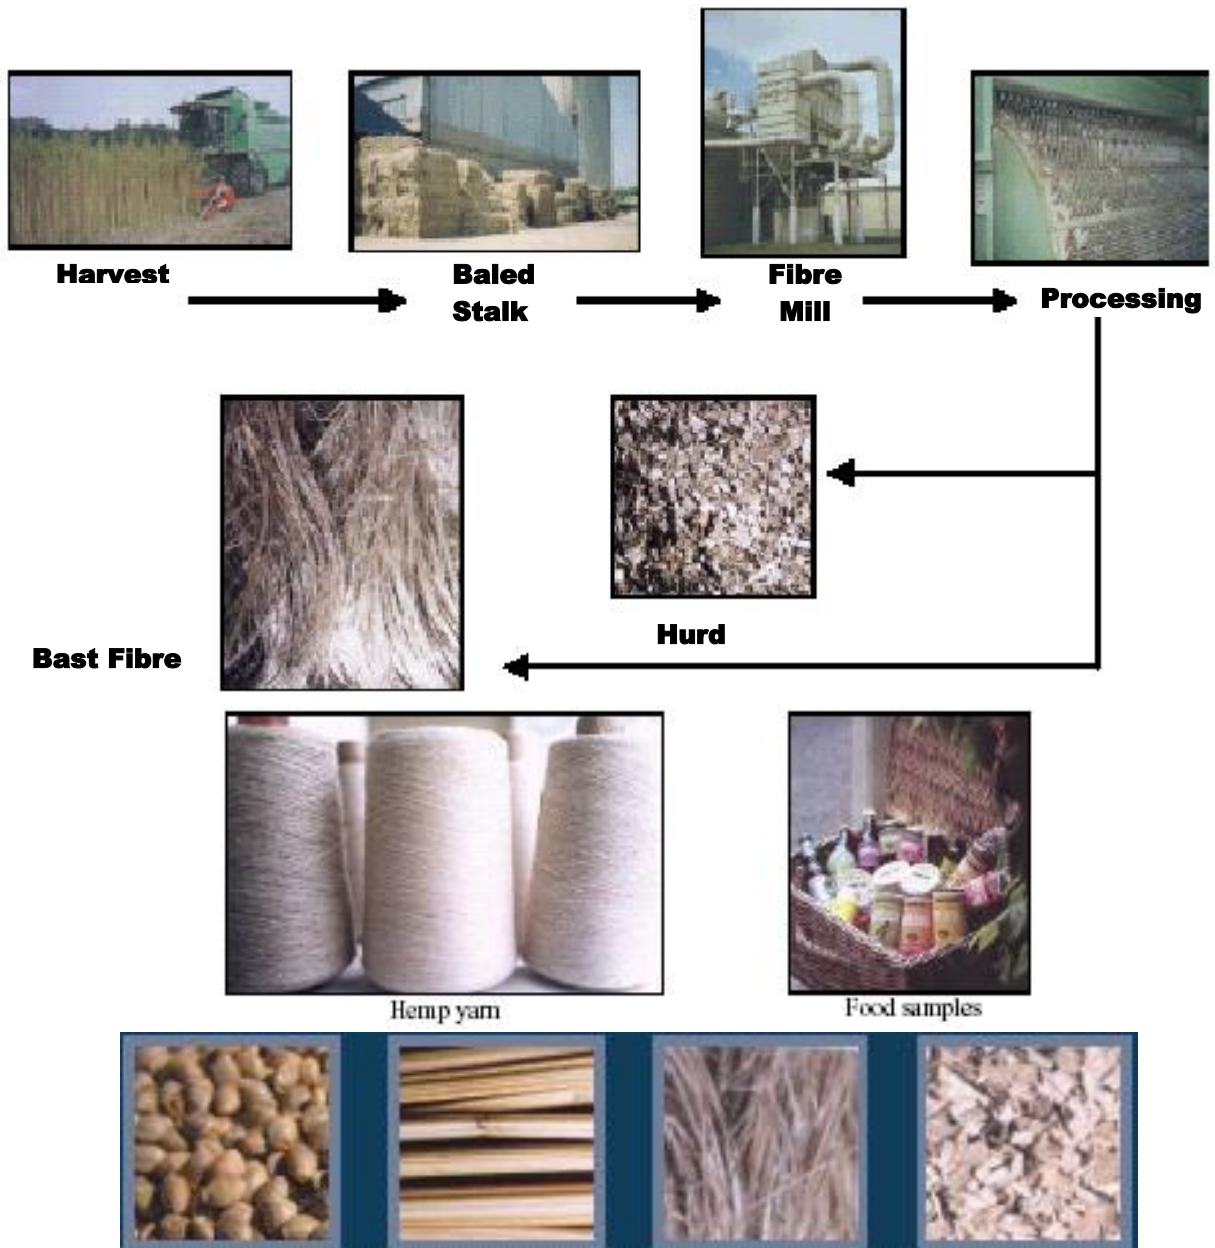 Harvest
Baled
Stalk
Fibre
Mill
Processing
Hurd
Bast Fibre
Hemp yarn
Food samples